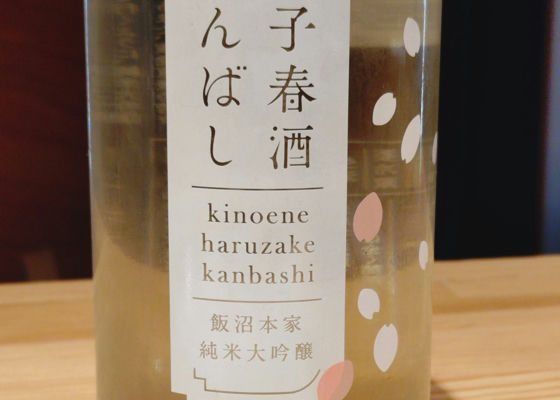 子春酒
んばし
kinoene
haruzake
kanbashi
飯沼本家
純米大吟醸